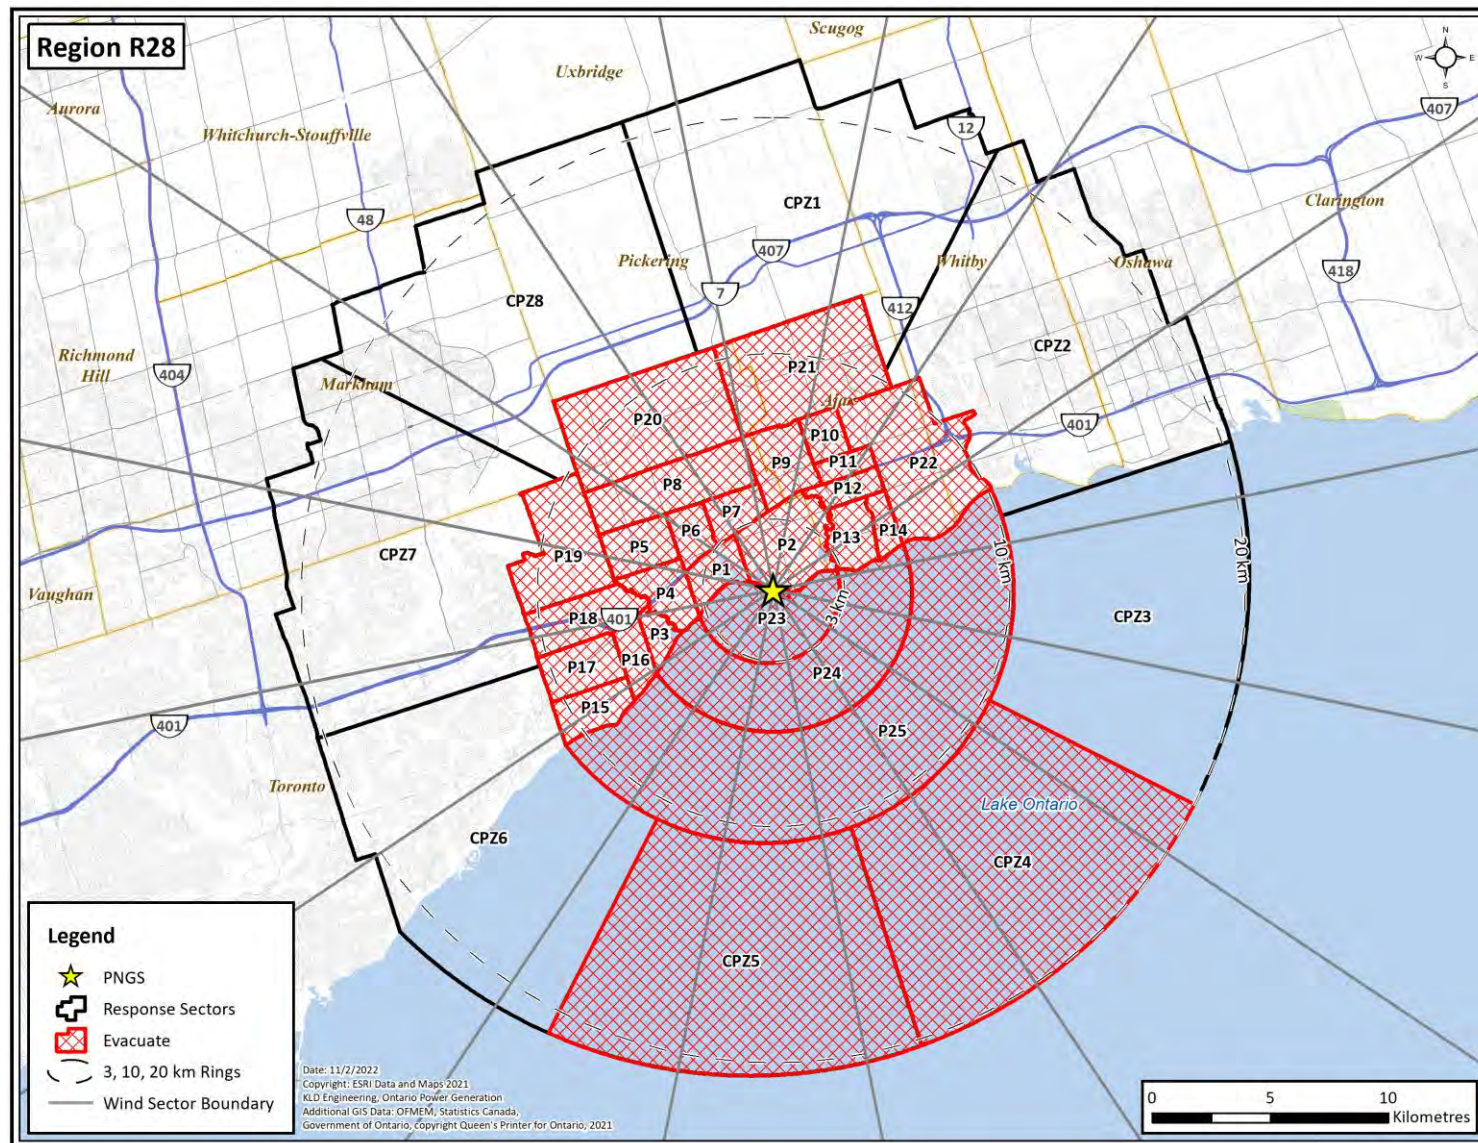 Region R28
Scugog
N
W
E
S
Uxbridge
Aurora
Whitchurch-Stouffville
12
407
48
CPZ1
Clarington
407
Pickering
Whitby
Oshawa
418
CPZ8
7
412
Richmond
Hill
404
Markham
CPZ2
P21
Ajax
P20
401
P10
P9
P11
P22
P8
P12
P7
P6
P5
P2
P13
P14
CPZ7
P19
P1
10 km
20 km
Vaughan
P4
P18
401
P23
3 km
CPZ3
P3
P16
P17
P24
P15
401
P25
Toronto
Lake Ontario
CPZ6
CPZ4
CPZ5
Legend
PNGS
Response Sectors
Evacuate
3, 10, 20 km Rings
Wind Sector Boundary
Date: 11/2/2022
Copyright: ESRI Data and Maps 2021
KLD Engineering, Ontario Power Generation
Additional GIS Data: OFMEM, Statistics Canada,
Government of Ontario, copyright Queen's Printer for Ontario, 2021
0 5 10
Kilometres